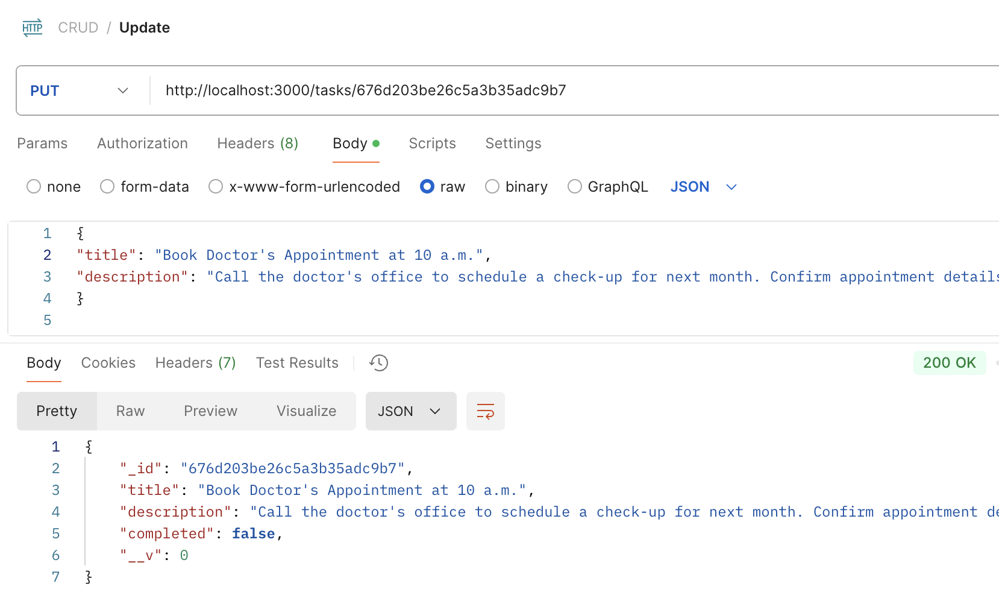 HTTP CRUD / Update
PUT http://localhost:3000/tasks/676d203be26c5a3b35adc9b7
Params Authorization Headers (8) Body Scripts Settings
none form-data x-www-form-urlencoded raw binary GraphQL JSON
1 {
2 "title": "Book Doctor's Appointment at 10 a.m.",
3 "description": "Call the doctor's office to schedule a check-up for next month. Confirm appointment details
4 }
5
Body Cookies Headers (7) Test Results 200 OK
Pretty Raw Preview Visualize JSON
1 {
2 "_id": "676d203be26c5a3b35adc9b7",
3 "title": "Book Doctor's Appointment at 10 a.m.",
4 "description": "Call the doctor's office to schedule a check-up for next month. Confirm appointment de
5 "completed": false,
6 "__v": 0
7 }